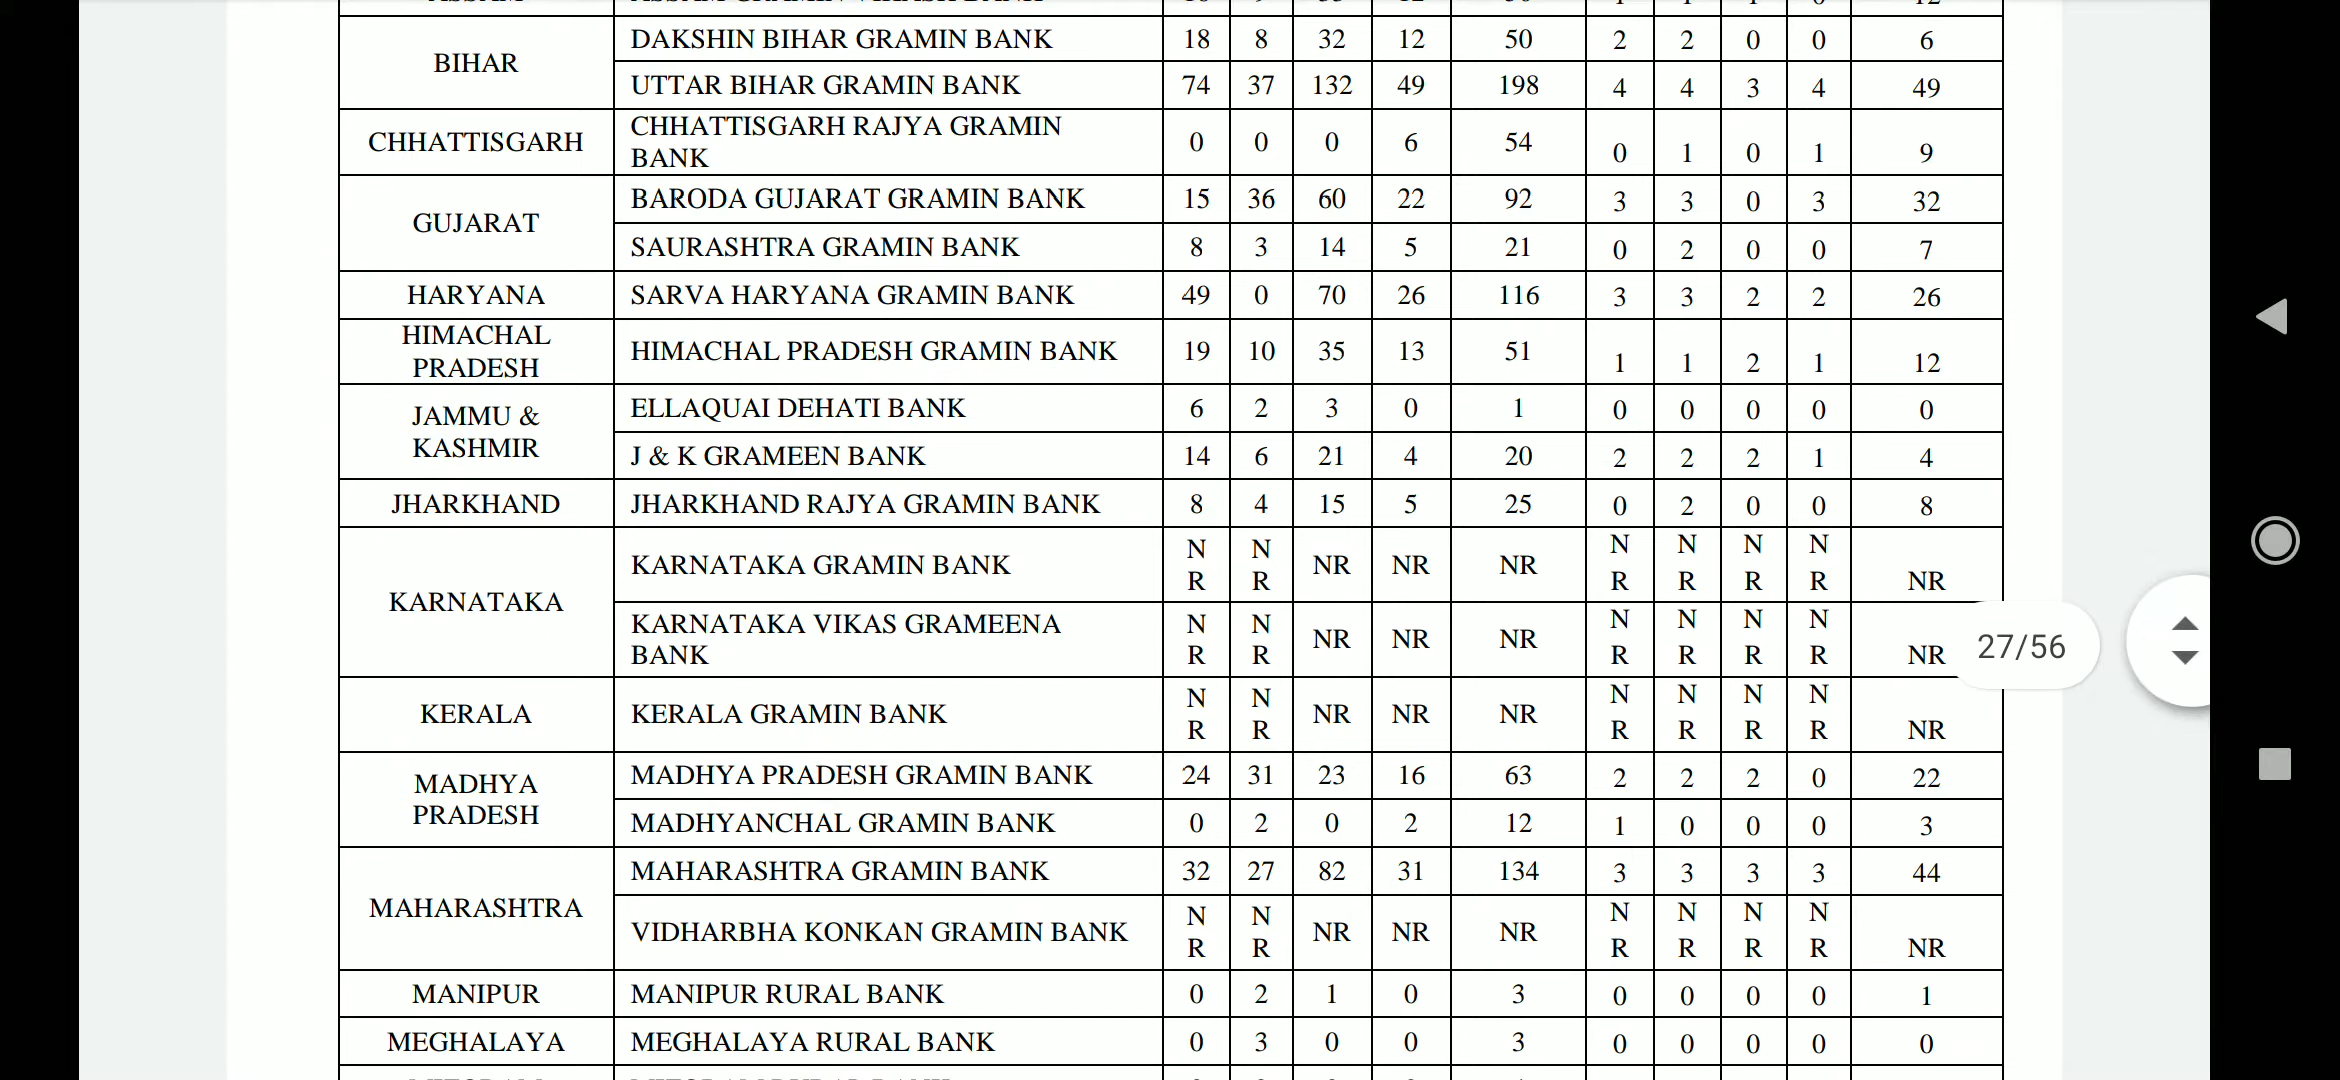 BIHAR
DAKSHIN BIHAR GRAMIN BANK 18 8 32 12 50 2 2 0 0 6
UTTAR BIHAR GRAMIN BANK 74 37 132 49 198 4 4 3 4 49
CHHATTISGARH
CHHATTISGARH RAJYA GRAMIN
BANK
0 0 0 6 54 0 1 0 1 9
GUJARAT
BARODA GUJARAT GRAMIN BANK 15 36 60 22 92 3 3 0 3 32
SAURASHTRA GRAMIN BANK 8 3 14 5 21 0 2 0 0 7
HARYANA SARVA HARYANA GRAMIN BANK 49 0 70 26 116 3 3 2 2 26
HIMACHAL
PRADESH
HIMACHAL PRADESH GRAMIN BANK 19 10 35 13 51 1 1 2 1 12
JAMMU &
KASHMIR
ELLAQUAI DEHATI BANK 6 2 3 0 1 0 0 0 0 0
J & K GRAMEEN BANK 14 6 21 4 20 2 2 2 1 4
JHARKHAND JHARKHAND RAJYA GRAMIN BANK 8 4 15 5 25 0 2 0 0 8
KARNATAKA
KARNATAKA GRAMIN BANK NR NR NR NR NR NR NR NR NR NR
KARNATAKA VIKAS GRAMEENA
BANK
NR NR NR NR NR NR NR NR NR NR
27/56
KERALA KERALA GRAMIN BANK NR NR NR NR NR NR NR NR NR NR
MADHYA
PRADESH
MADHYA PRADESH GRAMIN BANK 24 31 23 16 63 2 2 2 0 22
MADHYANCHAL GRAMIN BANK 0 2 0 2 12 1 0 0 0 3
MAHARASHTRA
MAHARASHTRA GRAMIN BANK 32 27 82 31 134 3 3 3 3 44
VIDHARBHA KONKAN GRAMIN BANK NR NR NR NR NR NR NR NR NR NR
MANIPUR MANIPUR RURAL BANK 0 2 1 0 3 0 0 0 0 1
MEGHALAYA MEGHALAYA RURAL BANK 0 3 0 0 3 0 0 0 0 0